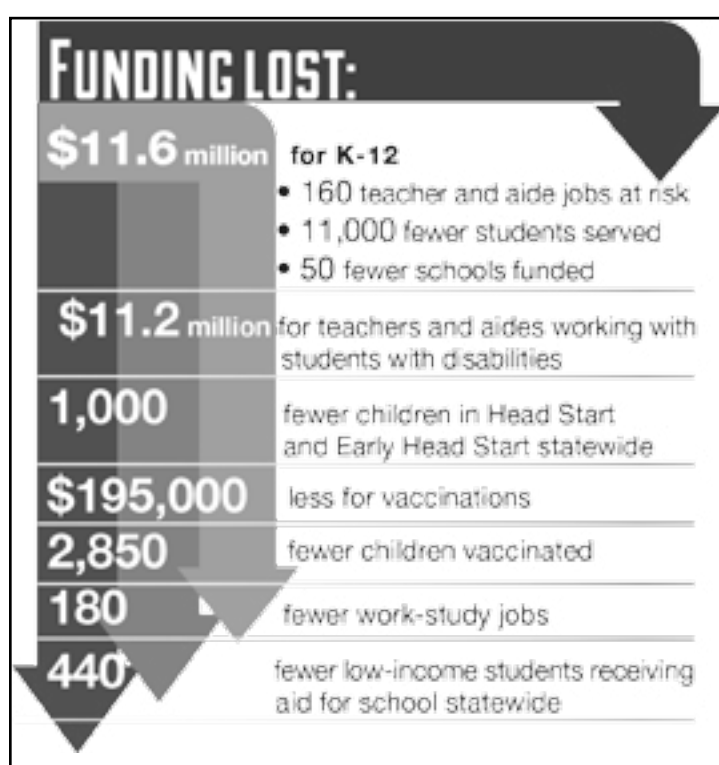 FUNDING LOST:
$11.6 million for K-12
• 160 teacher and aide jobs at risk
• 11,000 fewer students served
• 50 fewer schools funded
$11.2 million for teachers and aides working with
students with disabilities
1,000 fewer children in Head Start
and Early Head Start statewide
$195,000 less for vaccinations
2,850 fewer children vaccinated
180 fewer work-study jobs
440 fewer low-income students receiving
aid for school statewide